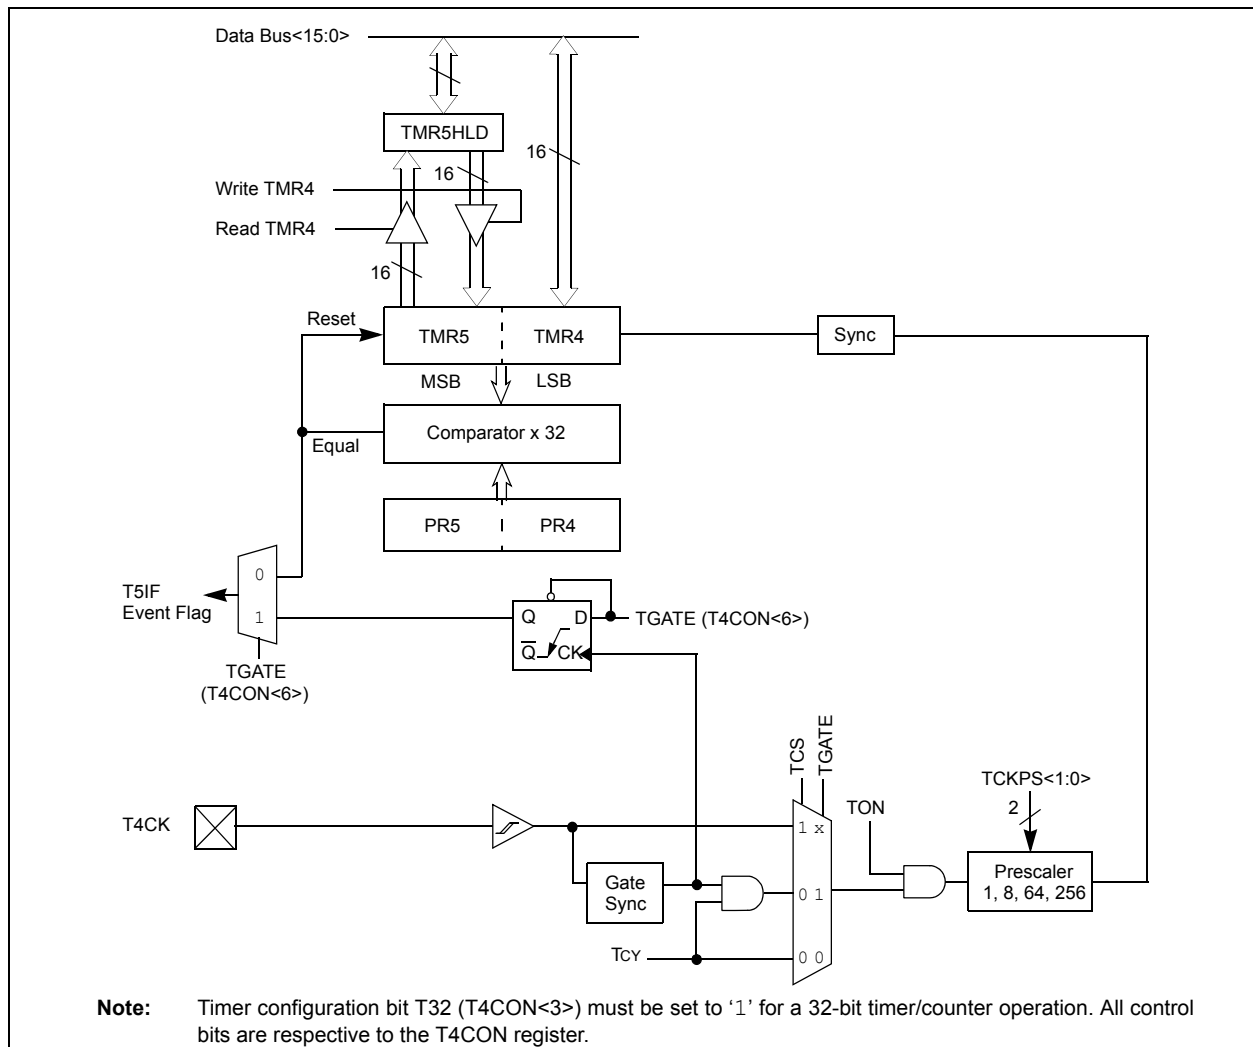 Data Bus<15:0>
TMR5HLD
16
16
Write TMR4
Read TMR4
16
Reset
TMR5
TMR4
Sync
MSB
LSB
Equal
Comparator x 32
PR5
PR4
0
T5IF
Event Flag
1
Q
D
TGATE (T4CON<6>)
Q
CK
TGATE
(T4CON<6>)
TCS
TGATE
TCKPS<1:0>
2
TON
T4CK
1 x
Gate
Sync
0 1
Prescaler
1, 8, 64, 256
TCY
0 0
Note: Timer configuration bit T32 (T4CON<3>) must be set to ‘1’ for a 32-bit timer/counter operation. All control
bits are respective to the T4CON register.